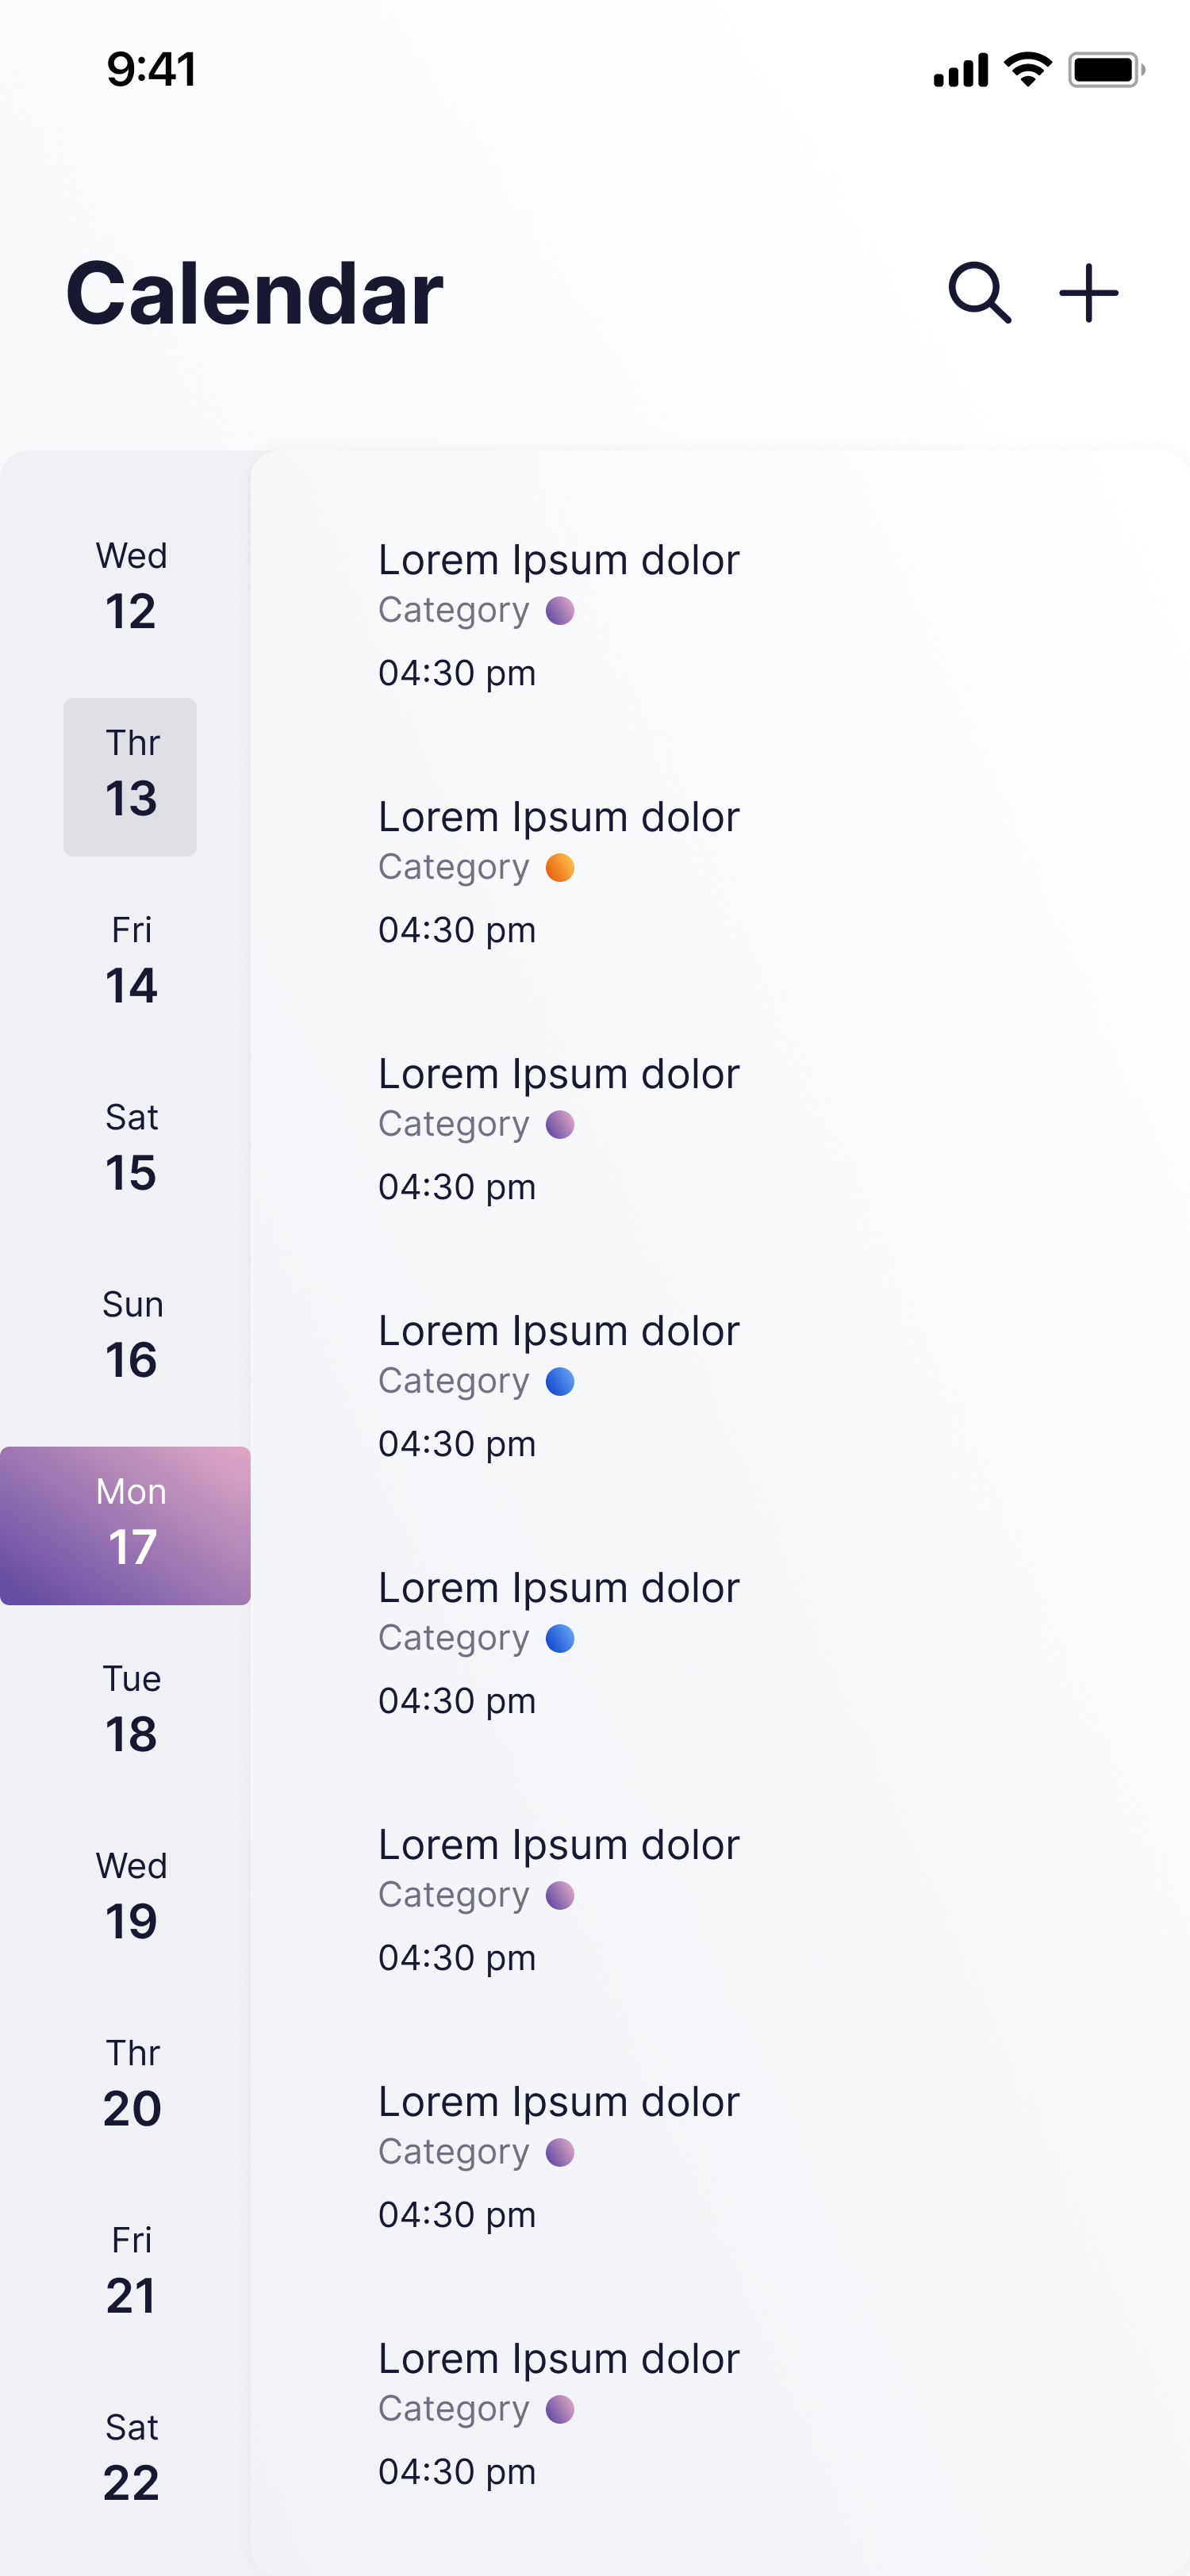 9:41
Calendar
Wed
12
Thr
13
Fri
14
Sat
15
Sun
16
Mon
17
Tue
18
Wed
19
Thr
20
Fri
21
Sat
22
Lorem Ipsum dolor
Category
04:30 pm
Lorem Ipsum dolor
Category
04:30 pm
Lorem Ipsum dolor
Category
04:30 pm
Lorem Ipsum dolor
Category
04:30 pm
Lorem Ipsum dolor
Category
04:30 pm
Lorem Ipsum dolor
Category
04:30 pm
Lorem Ipsum dolor
Category
04:30 pm
Lorem Ipsum dolor
Category
04:30 pm